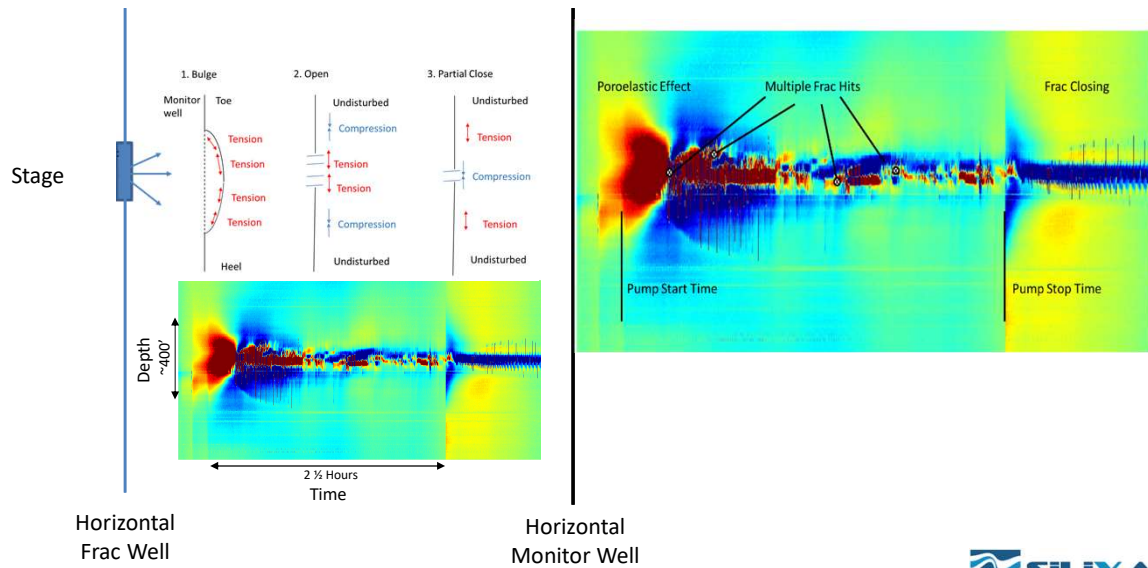 Stage
1. Bulge
2. Open
3. Partial Close
Monitor
well
Toe
Tension
Tension
Tension
Tension
Heel
Undisturbed
Compression
Tension
Tension
Compression
Undisturbed
Undisturbed
Tension
Compression
Tension
Undisturbed
Depth
~400'
2 ½ Hours
Time
Horizontal
Frac Well
Horizontal
Monitor Well
Poroelastic Effect
Multiple Frac Hits
Frac Closing
Pump Start Time
Pump Stop Time